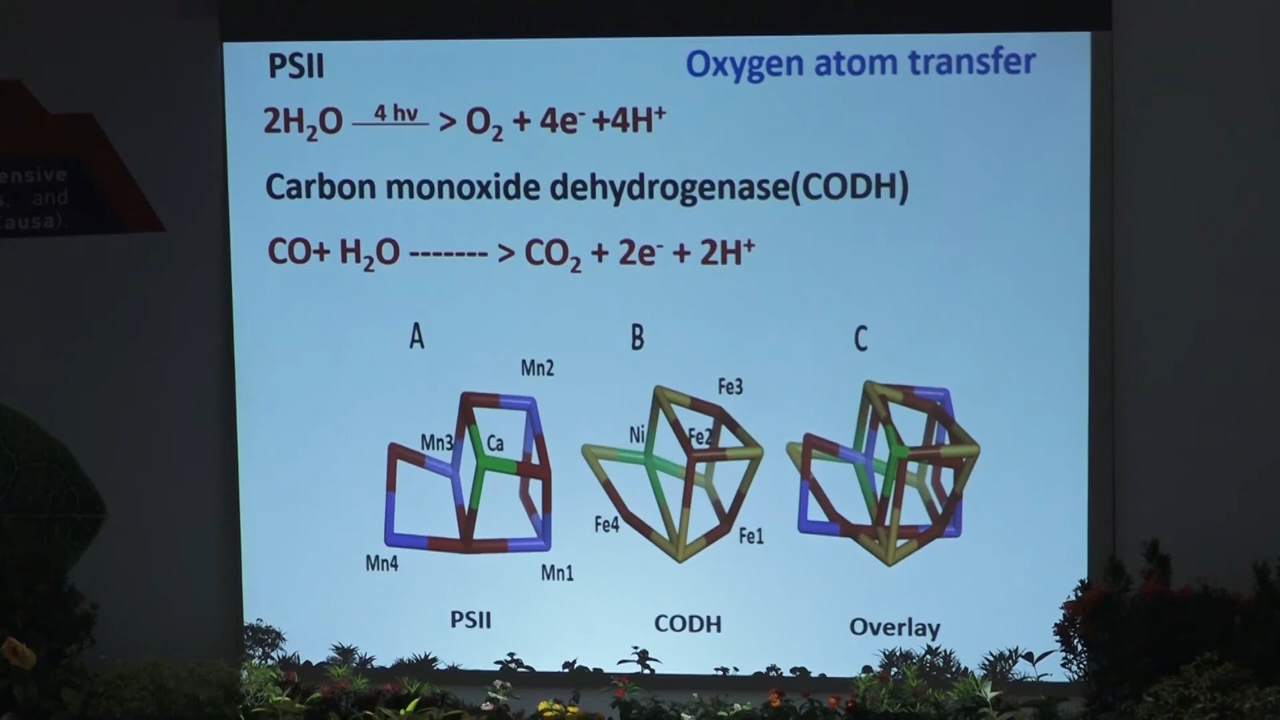 PSII
Oxygen atom transfer
2H₂O 4 hv > O₂ + 4e⁻ +4H⁺
Carbon monoxide dehydrogenase(CODH)
CO+ H₂O ------- > CO₂ + 2e⁻ + 2H⁺
A B C
Mn2
Mn3 Ca
Mn4
Mn1
PSII
Fe3
Ni Fe2
Fe4
Fe1
CODH
Overlay
and